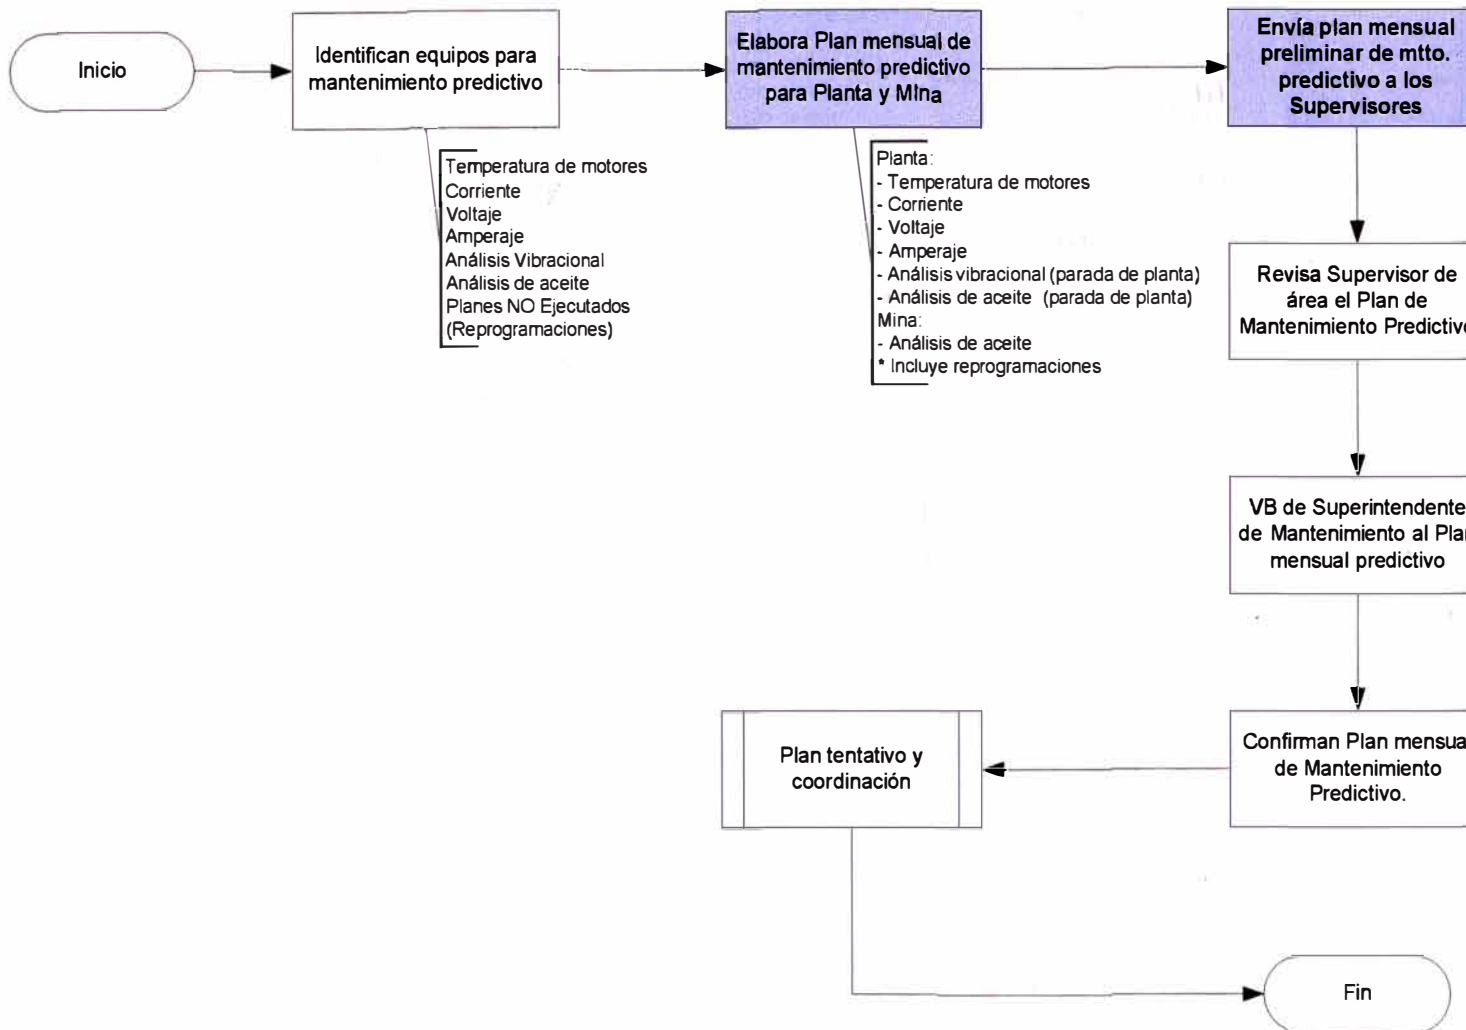 Inicio
Identifican equipos para
mantenimiento predictivo
Temperatura de motores
Corriente
Voltaje
Amperaje
Análisis Vibracional
Análisis de aceite
Planes NO Ejecutados
(Reprogramaciones)
Elabora Plan mensual de
mantenimiento predictivo
para Planta y Mina
Planta:
- Temperatura de motores
- Corriente
- Voltaje
- Amperaje
- Análisis vibracional (parada de planta)
- Análisis de aceite (parada de planta)
Mina:
- Análisis de aceite
* Incluye reprogramaciones
Envía plan mensual
preliminar de mtto.
predictivo a los
Supervisores
Revisa Supervisor de
área el Plan de
Mantenimiento Predictivo
VB de Superintendente
de Mantenimiento al Plan
mensual predictivo
Confirman Plan mensua
de Mantenimiento
Predictivo.
Plan tentativo y
coordinación
Fin